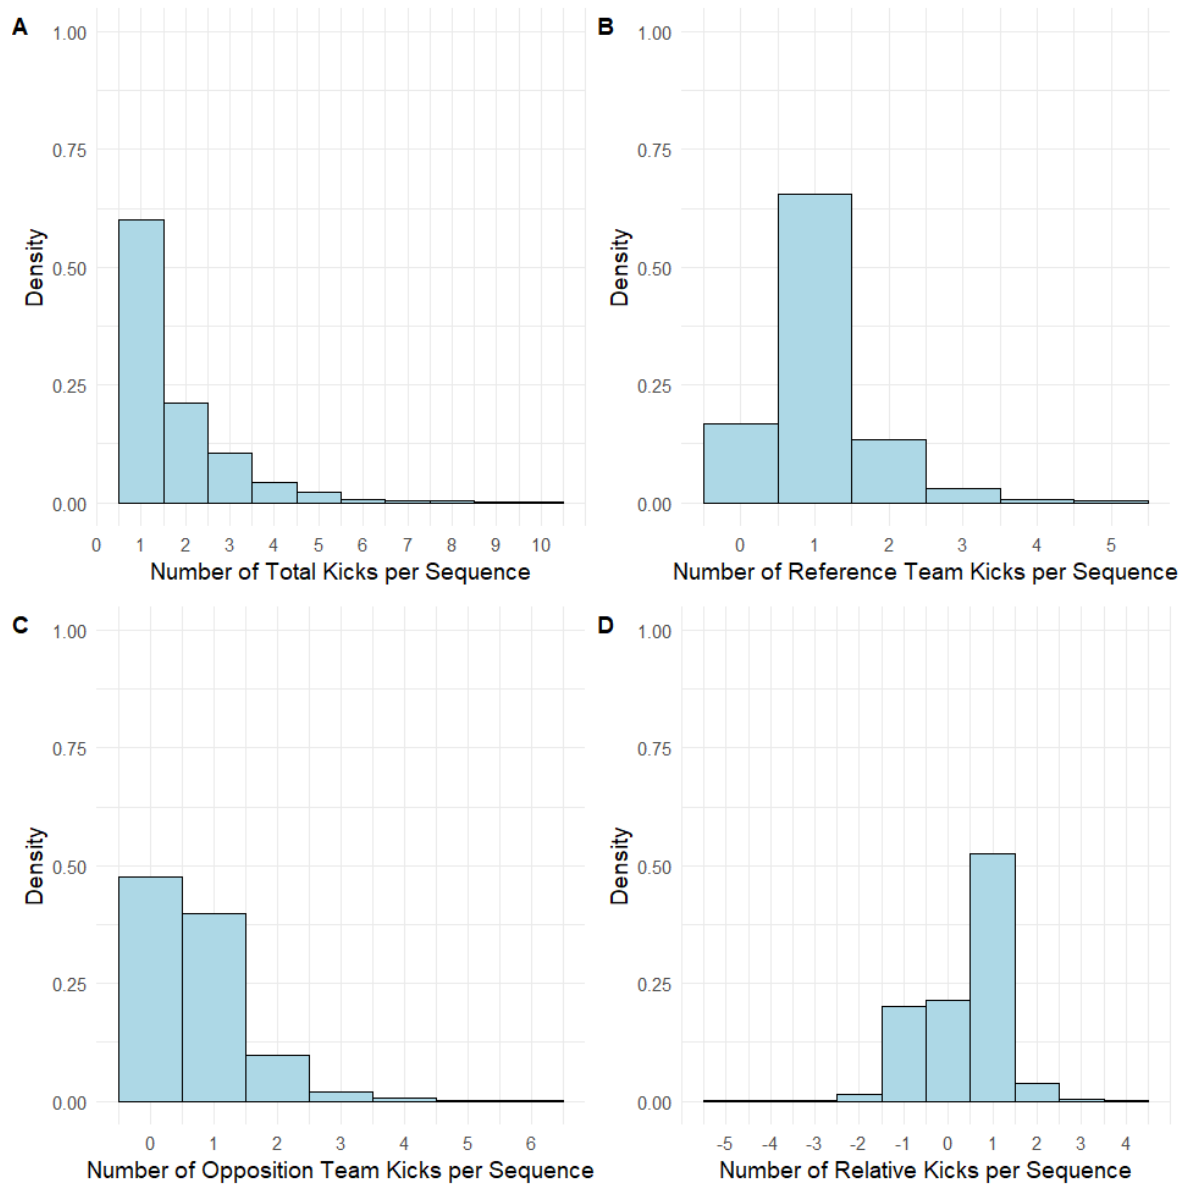 A
1.00
0.75
0.50
0.25
0.00
Density
0 1 2 3 4 5 6 7 8 9 10
Number of Total Kicks per Sequence
B
1.00
0.75
0.50
0.25
0.00
Density
0 1 2 3 4 5
Number of Reference Team Kicks per Sequence
C
1.00
0.75
0.50
0.25
0.00
Density
0 1 2 3 4 5 6
Number of Opposition Team Kicks per Sequence
D
1.00
0.75
0.50
0.25
0.00
Density
-5 -4 -3 -2 -1 0 1 2 3 4
Number of Relative Kicks per Sequence